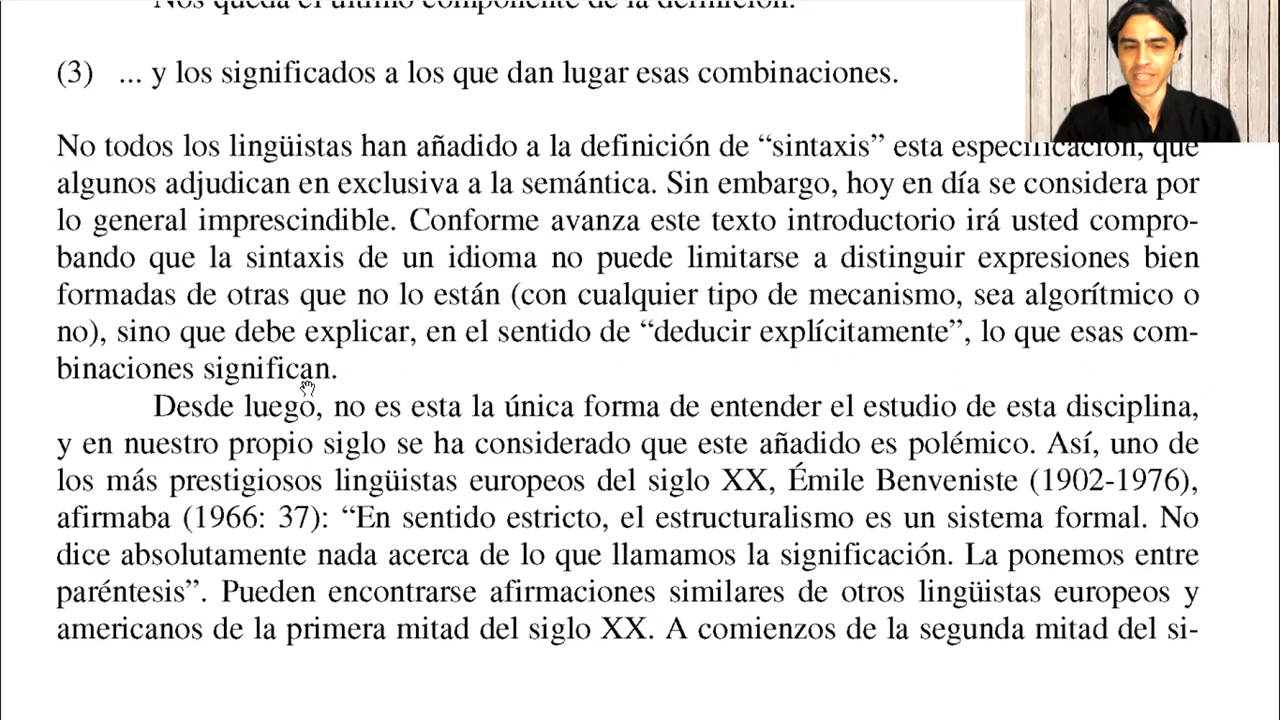 Nos queda el último componente de la definición.
(3) ... y los significados a los que dan lugar esas combinaciones.
No todos los lingüistas han añadido a la definición de “sintaxis” esta especificación, que
algunos adjudican en exclusiva a la semántica. Sin embargo, hoy en día se considera por
lo general imprescindible. Conforme avanza este texto introductorio irá usted compro-
bando que la sintaxis de un idioma no puede limitarse a distinguir expresiones bien
formadas de otras que no lo están (con cualquier tipo de mecanismo, sea algorítmico o
no), sino que debe explicar, en el sentido de “deducir explícitamente”, lo que esas com-
binaciones significan.
Desde luego, no es esta la única forma de entender el estudio de esta disciplina,
y en nuestro propio siglo se ha considerado que este añadido es polémico. Así, uno de
los más prestigiosos lingüistas europeos del siglo XX, Émile Benveniste (1902-1976),
afirmaba (1966: 37): “En sentido estricto, el estructuralismo es un sistema formal. No
dice absolutamente nada acerca de lo que llamamos la significación. La ponemos entre
paréntesis”. Pueden encontrarse afirmaciones similares de otros lingüistas europeos y
americanos de la primera mitad del siglo XX. A comienzos de la segunda mitad del si-